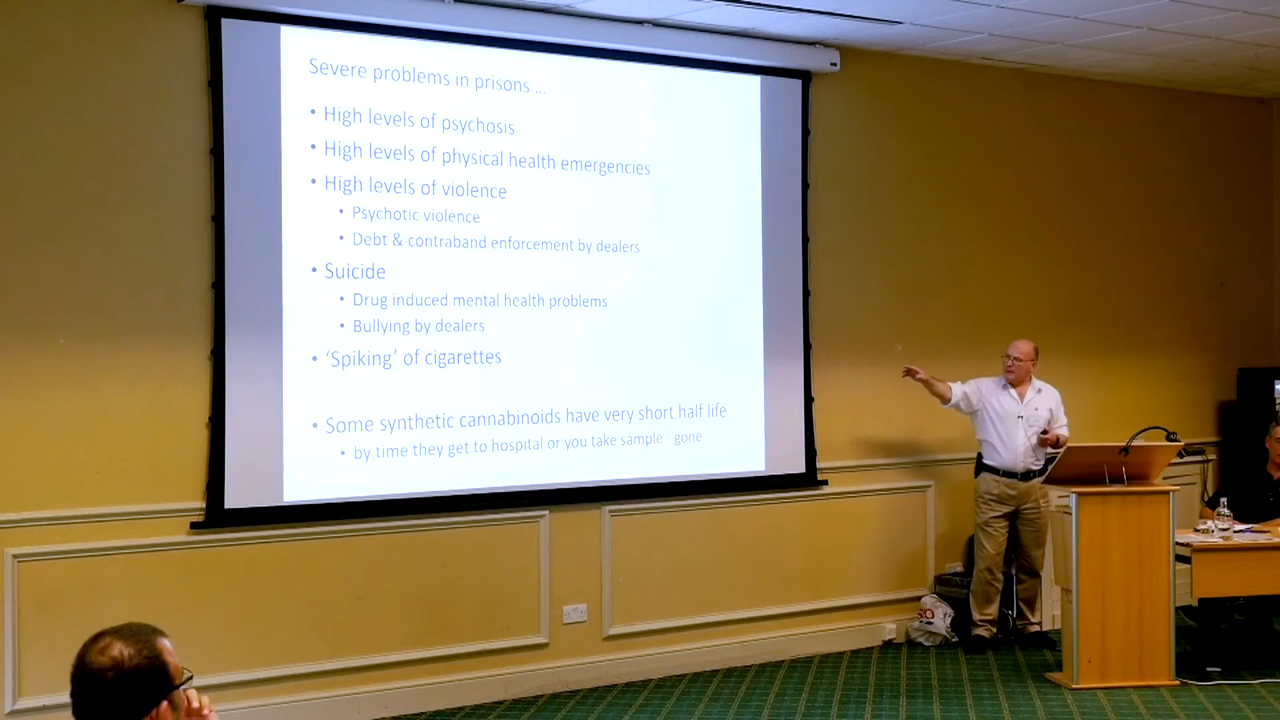 Severe problems in prisons ...
• High levels of psychosis
• High levels of physical health emergencies
• High levels of violence
• Psychotic violence
• Debt & contraband enforcement by dealers
• Suicide
• Drug induced mental health problems
• Bullying by dealers
• ‘Spiking’ of cigarettes
• Some synthetic cannabinoids have very short half life
• by time they get to hospital or you take sample - gone